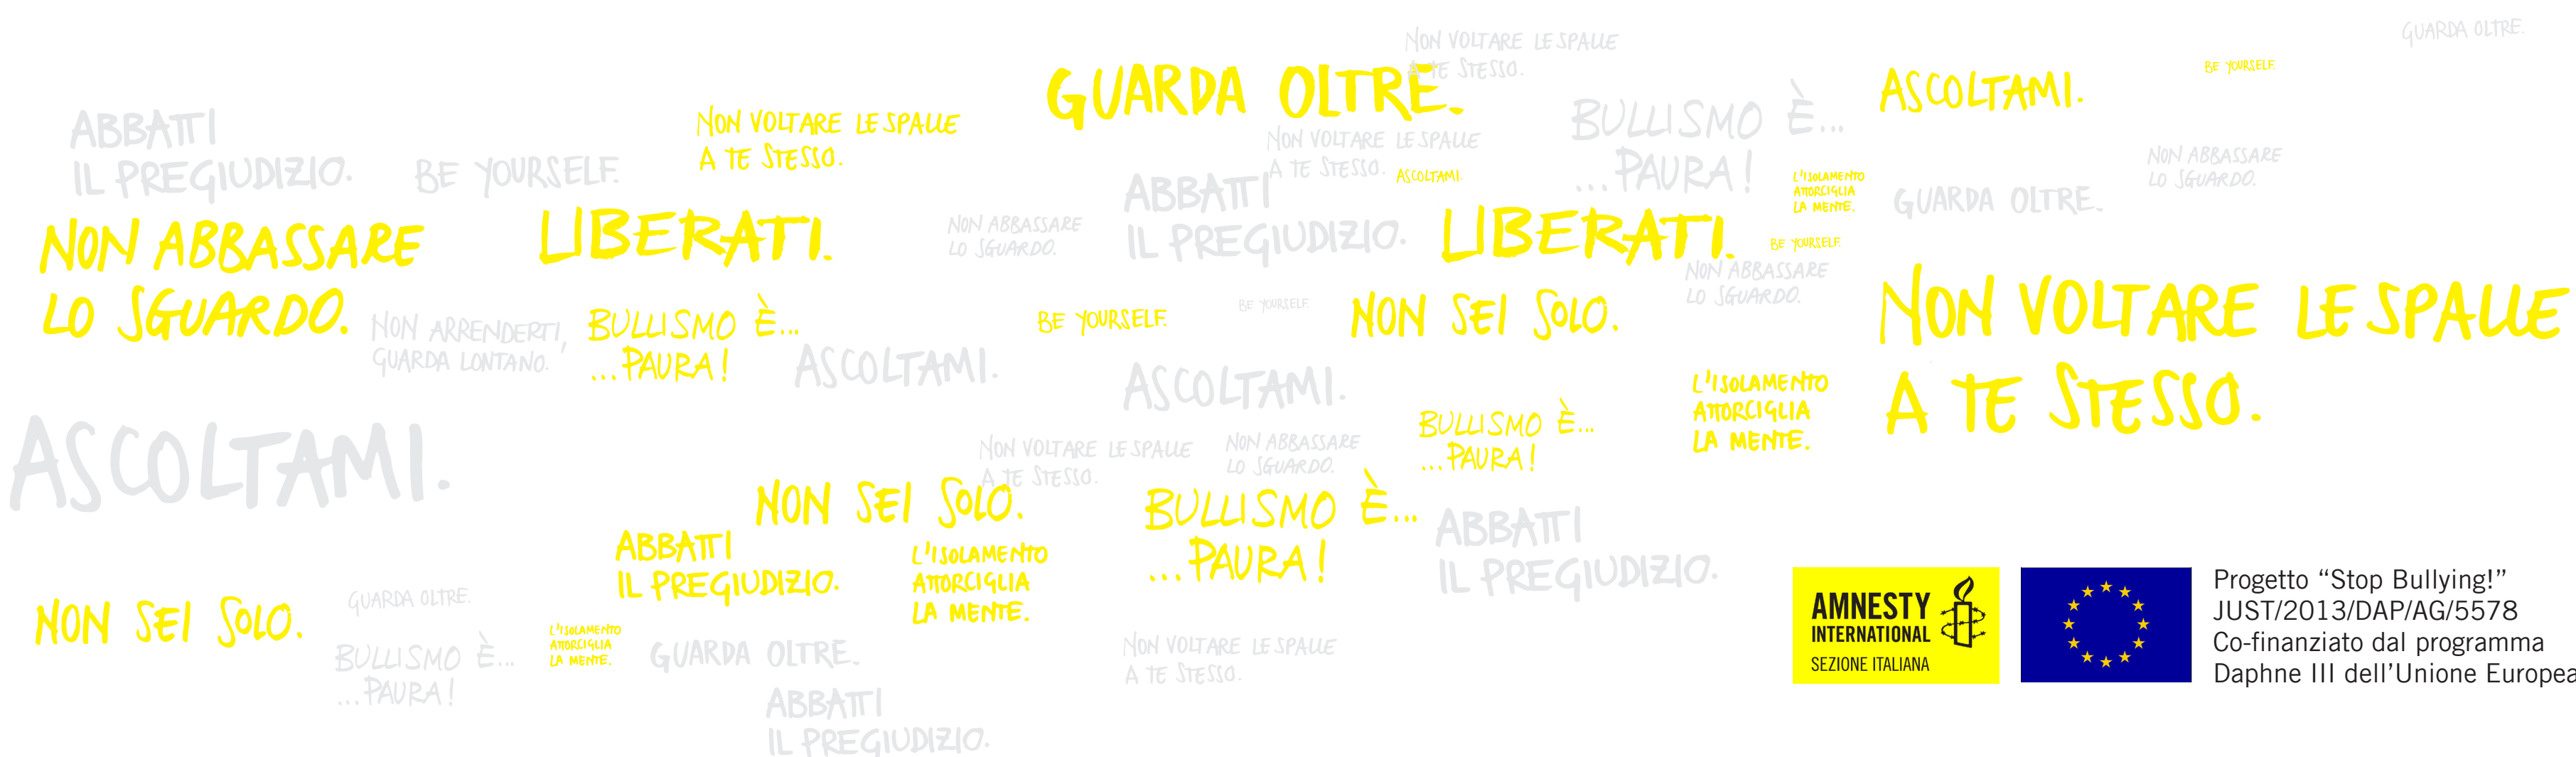 GUARDA OLTRE.
NON VOLTARE LE SPALLE
A TE STESSO.
BE YOURSELF.
GUARDA OLTRE.
ASCOLTAMI.
ABBATTI
IL PREGIUDIZIO.
BE YOURSELF.
NON VOLTARE LE SPALLE
A TE STESSO.
NON VOLTARE LE SPALLE
A TE STESSO.
ASCOLTAMI.
BULLISMO È...
...PAURA!
L'ISOLAMENTO
ATTORCIGLIA
LA MENTE.
GUARDA OLTRE.
NON ABBASSARE
LO SGUARDO.
NON ABBASSARE
LO SGUARDO.
LIBERATI.
NON ABBASSARE
LO SGUARDO.
ABBATTI
IL PREGIUDIZIO.
LIBERATI.
BE YOURSELF.
NON ABBASSARE
LO SGUARDO.
NON ARRENDERTI,
GUARDA LONTANO.
BULLISMO È...
...PAURA!
ASCOLTAMI.
BE YOURSELF.
BE YOURSELF.
NON SEI SOLO.
NON VOLTARE LE SPALLE
A TE STESSO.
ASCOLTAMI.
L'ISOLAMENTO
ATTORCIGLIA
LA MENTE.
ASCOLTAMI.
NON VOLTARE LE SPALLE
A TE STESSO.
NON ABBASSARE
LO SGUARDO.
BULLISMO È...
...PAURA!
NON SEI SOLO.
BULLISMO È...
...PAURA!
ABBATTI
IL PREGIUDIZIO.
ABBATTI
IL PREGIUDIZIO.
L'ISOLAMENTO
ATTORCIGLIA
LA MENTE.
NON SEI SOLO.
GUARDA OLTRE.
BULLISMO È...
...PAURA!
L'ISOLAMENTO
ATTORCIGLIA
LA MENTE.
GUARDA OLTRE.
NON VOLTARE LE SPALLE
A TE STESSO.
ABBATTI
IL PREGIUDIZIO.
AMNESTY
INTERNATIONAL
SEZIONE ITALIANA
Progetto “Stop Bullying!”
JUST/2013/DAP/AG/5578
Co-finanziato dal programma
Daphne III dell’Unione Europea